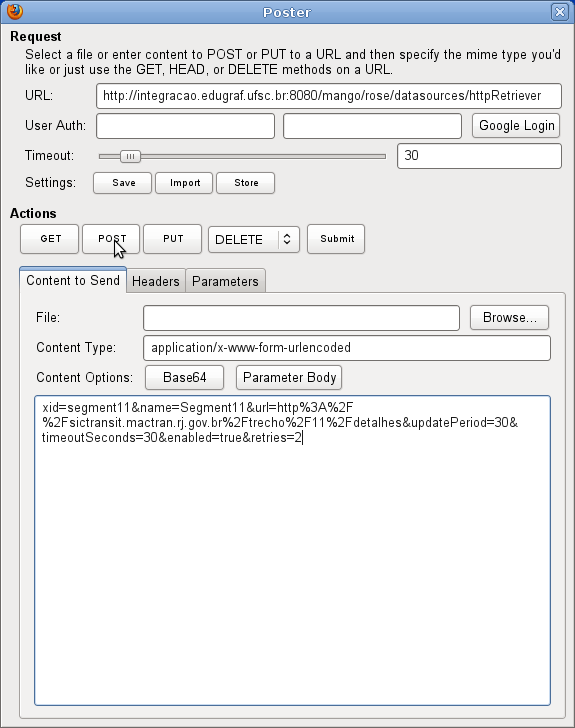 Poster
Request
Select a file or enter content to POST or PUT to a URL and then specify the mime type you'd
like or just use the GET, HEAD, or DELETE methods on a URL.
URL: http://integracao.edugraf.ufsc.br:8080/mango/rose/datasources/httpRetriever
User Auth: Google Login
Timeout: 30
Settings: Save Import Store
Actions
GET POST PUT DELETE Submit
Content to Send Headers Parameters
File: Browse...
Content Type: application/x-www-form-urlencoded
Content Options: Base64 Parameter Body
xid=segment11&name=Segment11&url=http%3A%2F
%2Fsictransit.mactran.rj.gov.br%2Ftrecho%2F11%2Fdetalhes&updatePeriod=30&
timeoutSeconds=30&enabled=true&retries=2